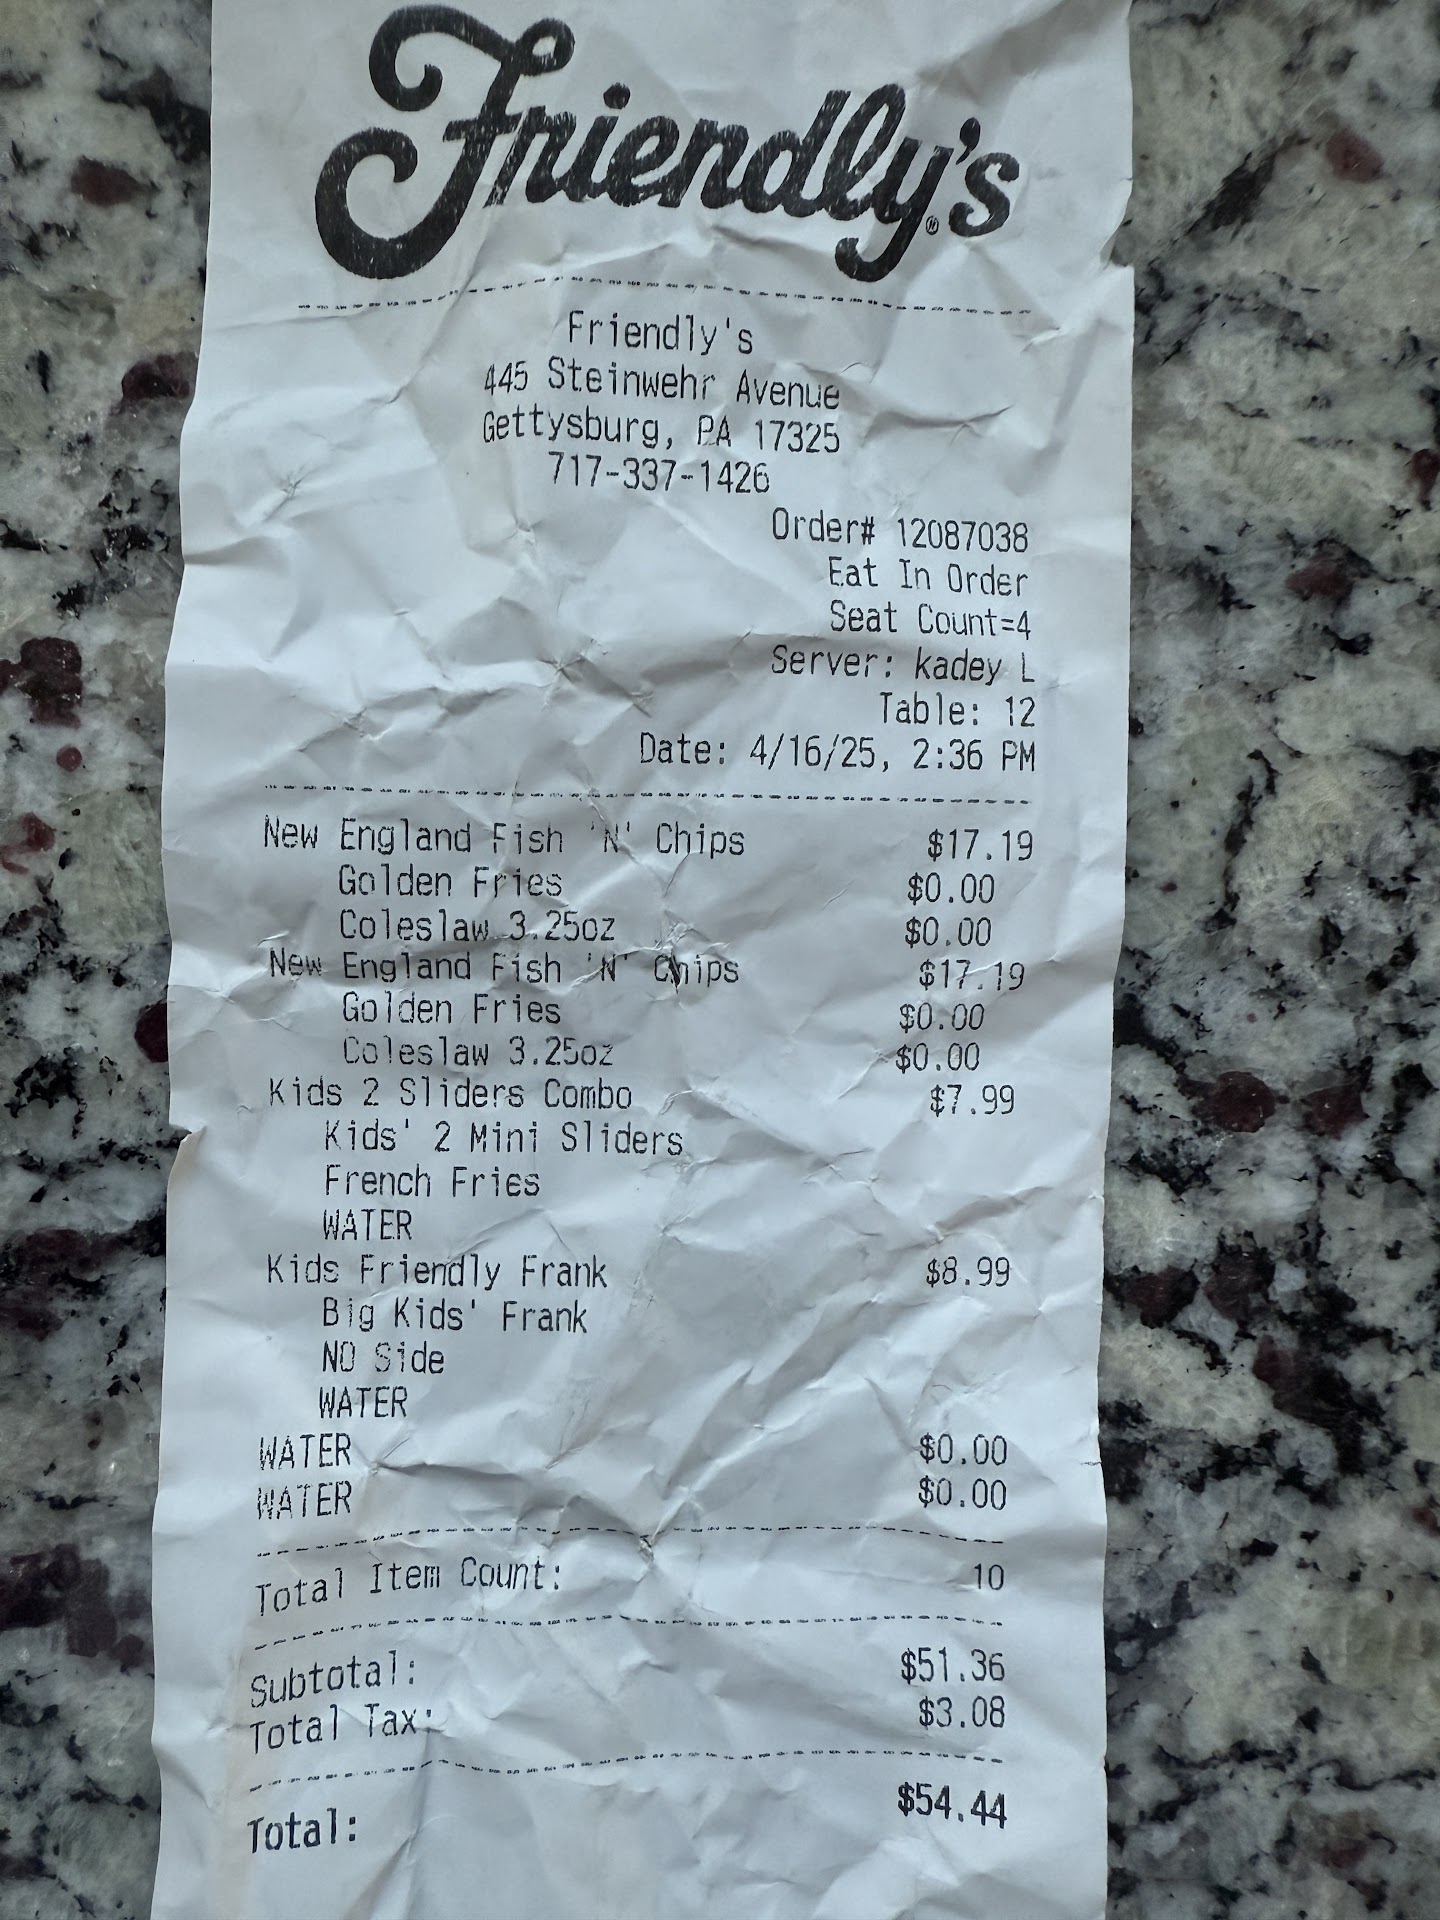 Friendly's
Friendly's
445 Steinwehr Avenue
Gettysburg, PA 17325
717-337-1426
Order# 12087038
Eat In Order
Seat Count=4
Server: kadey L
Table: 12
Date: 4/16/25, 2:36 PM
New England Fish 'N' Chips $17.19
Golden Fries $0.00
Coleslaw 3.25oz $0.00
New England Fish 'N' Chips $17.19
Golden Fries $0.00
Coleslaw 3.25oz $0.00
Kids 2 Sliders Combo $7.99
Kids' 2 Mini Sliders
French Fries
WATER
Kids Friendly Frank $8.99
Big Kids' Frank
NO Side
WATER
WATER $0.00
WATER $0.00
Total Item Count: 10
Subtotal: $51.36
Total Tax: $3.08
Total: $54.44